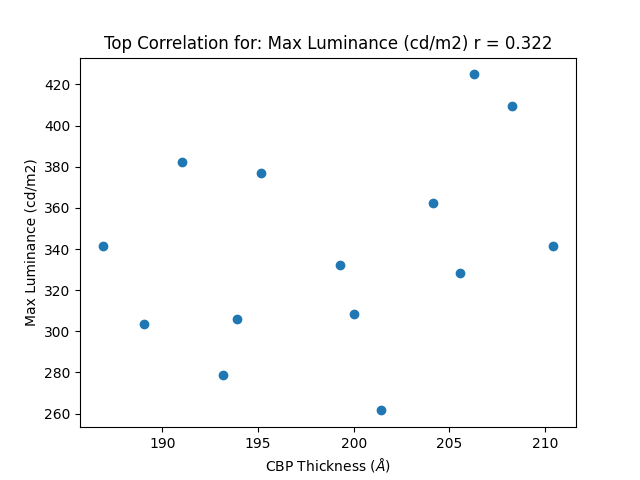 Top Correlation for: Max Luminance (cd/m2) r = 0.322
Max Luminance (cd/m2)
420
400
380
360
340
320
300
280
260
190 195 200 205 210
CBP Thickness (Å)